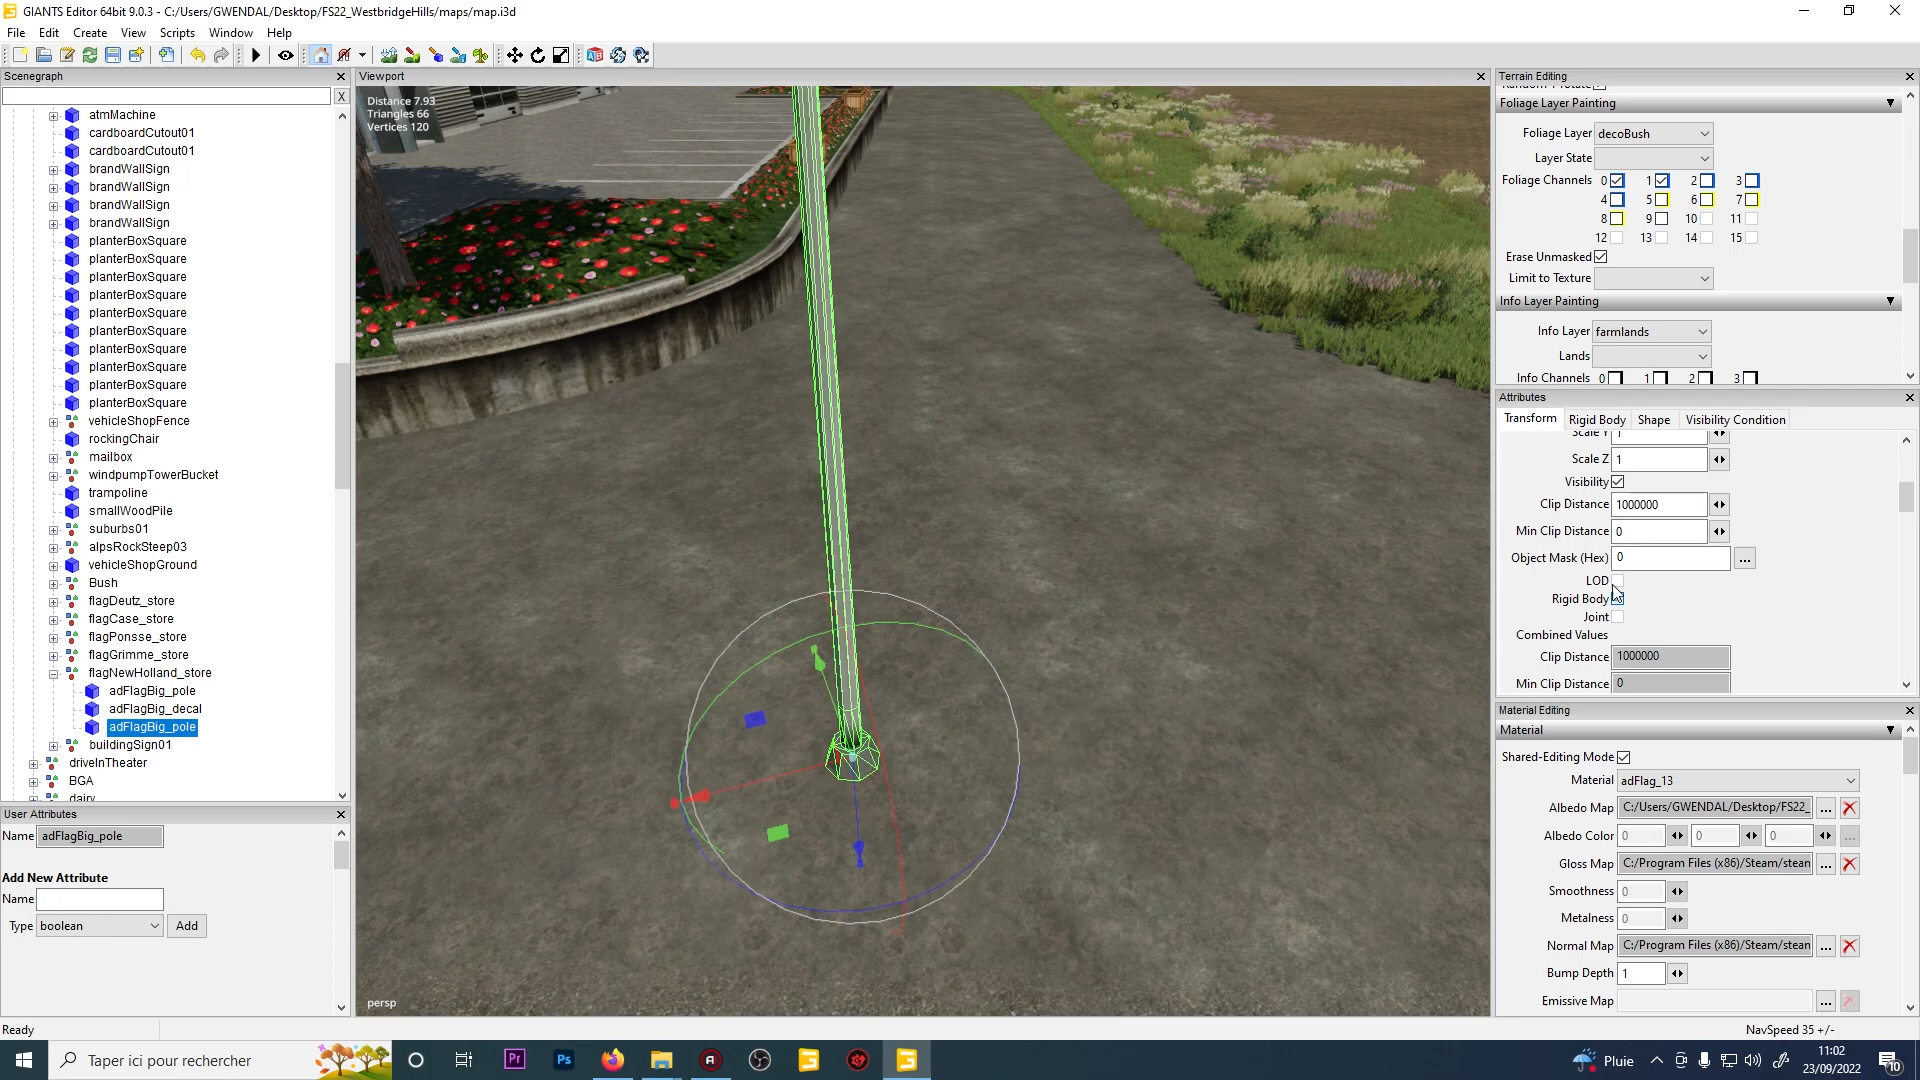 GIANTS Editor 64bit 9.0.3 - C:/Users/GWENDAL/Desktop/FS22_WestbridgeHills/maps/map.i3d
File Edit Create View Scripts Window Help
Scenegraph
X
atmMachine
cardboardCutout01
cardboardCutout01
brandWallSign
brandWallSign
brandWallSign
brandWallSign
planterBoxSquare
planterBoxSquare
planterBoxSquare
planterBoxSquare
planterBoxSquare
planterBoxSquare
planterBoxSquare
planterBoxSquare
planterBoxSquare
planterBoxSquare
vehicleShopFence
rockingChair
mailbox
windpumpTowerBucket
trampoline
smallWoodPile
suburbs01
alpsRockSteep03
vehicleShopGround
Bush
flagDeutz_store
flagCase_store
flagPonsse_store
flagGrimme_store
flagNewHolland_store
adFlagBig_pole
adFlagBig_decal
adFlagBig_pole
buildingSign01
driveInTheater
BGA
dairy
User Attributes
Name adFlagBig_pole
Add New Attribute
Name
Type boolean Add
Viewport
Distance 7.93
Triangles 66
Vertices 120
persp
Terrain Editing
Foliage Layer Painting
Foliage Layer decoBush
Layer State
Foliage Channels 0 1 2 3
4 5 6 7
8 9 10 11
12 13 14 15
Erase Unmasked
Limit to Texture
Info Layer Painting
Info Layer farmlands
Lands
Info Channels 0 1 2 3
Attributes
Transform Rigid Body Shape Visibility Condition
Scale Y 1
Scale Z 1
Visibility
Clip Distance 1000000
Min Clip Distance 0
Object Mask (Hex) 0 ...
LOD
Rigid Body
Joint
Combined Values
Clip Distance 1000000
Min Clip Distance 0
Material Editing
Material
Shared-Editing Mode
Material adFlag_13
Albedo Map C:/Users/GWENDAL/Desktop/FS22_ ...
Albedo Color 0 0 0 ...
Gloss Map C:/Program Files (x86)/Steam/stean ...
Smoothness 0
Metalness 0
Normal Map C:/Program Files (x86)/Steam/stean ...
Bump Depth 1
Emissive Map ...
Ready
NavSpeed 35 +/-
Taper ici pour rechercher
Pr
Ps
Pluie
11:02
23/09/2022
10